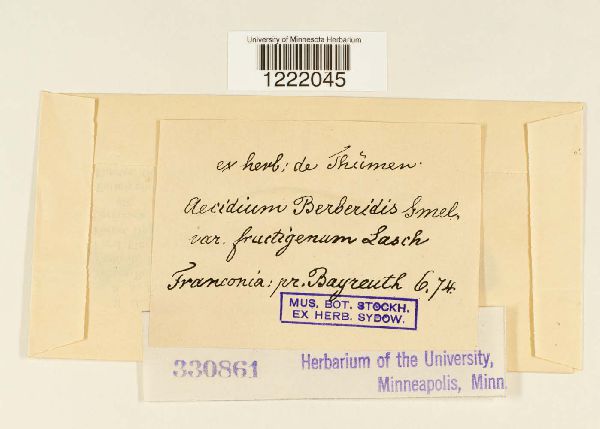 University of Minnesota Herbarium
1222045
ex herb: de Thümen.
Aecidium Berberidis Gmel.
var. fructigenum Lasch
Franconia: pr. Bayreuth 6.74.
MUS. BOT. STOCKH.
EX HERB. SYDOW.
330861
Herbarium of the University,
Minneapolis, Minn.